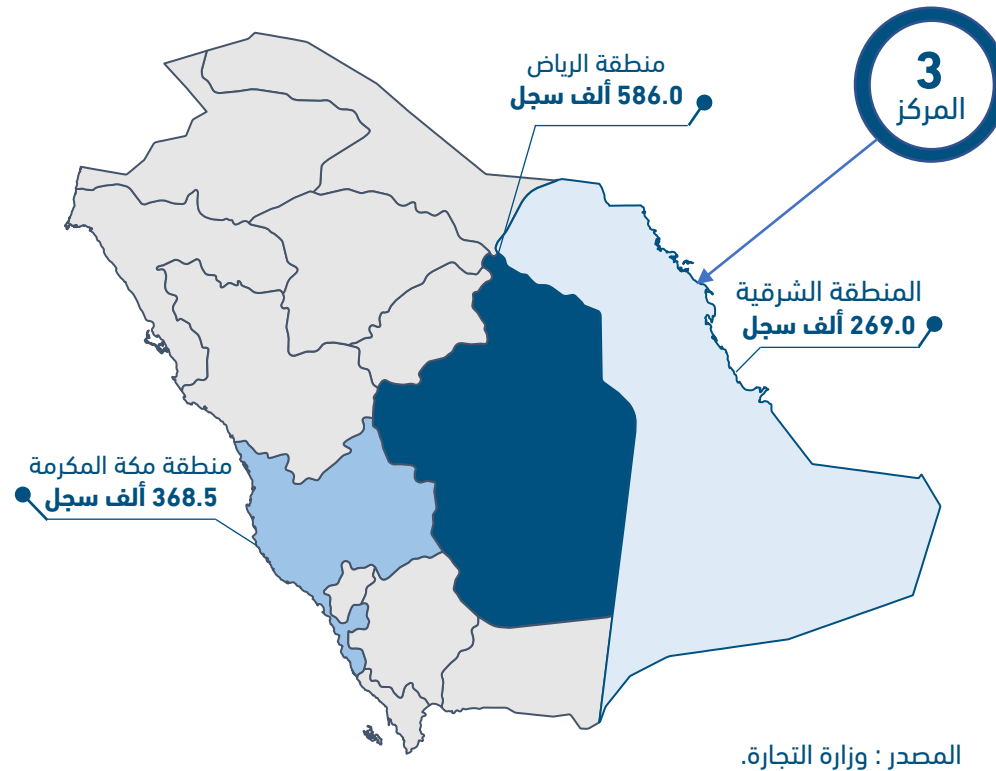 3
المركز
منطقة الرياض
586.0 ألف سجل
المنطقة الشرقية
269.0 ألف سجل
منطقة مكة المكرمة
368.5 ألف سجل
المصدر : وزارة التجارة.